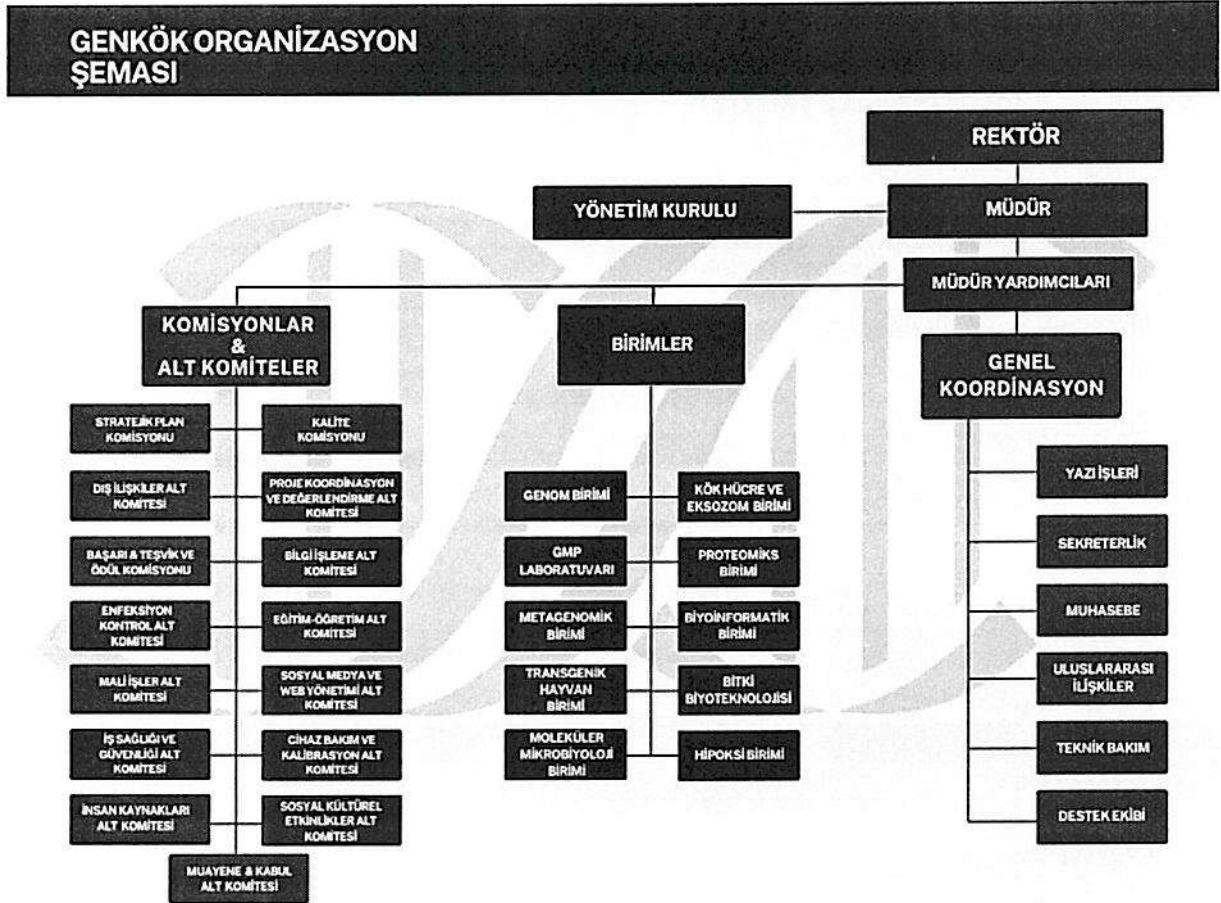 GENKÖK ORGANİZASYON
ŞEMASI
REKTÖR
YÖNETİM KURULU
MÜDÜR
MÜDÜR YARDIMCILARI
KOMİSYONLAR
&
ALT KOMİTELER
BİRİMLER
GENEL
KOORDİNASYON
STRATEJİK PLAN
KOMİSYONU
KALİTE
KOMİSYONU
DIŞ İLİŞKİLER ALT
KOMİTESİ
PROJE KOORDİNASYON
VE DEĞERLENDİRME ALT
KOMİTESİ
BAŞARI & TEŞVİK VE
ÖDÜL KOMİSYONU
BİLGİ İŞLEME ALT
KOMİTESİ
ENFEKSİYON
KONTROL ALT
KOMİTESİ
EĞİTİM-ÖĞRETİM ALT
KOMİTESİ
MALİ İŞLER ALT
KOMİTESİ
SOSYAL MEDYA VE
WEB YÖNETİMİ ALT
KOMİTESİ
İŞ SAĞLIĞI VE
GÜVENLİĞİ ALT
KOMİTESİ
CİHAZ BAKIM VE
KALİBRASYON ALT
KOMİTESİ
İNSAN KAYNAKLARI
ALT KOMİTESİ
SOSYAL KÜLTÜREL
ETKİNLİKLER ALT
KOMİTESİ
MUAYENE & KABUL
ALT KOMİTESİ
GENOM BİRİMİ
KÖK HÜCRE VE
EKSOZOM BİRİMİ
GMP
LABORATUVARI
PROTEOMİKS
BİRİMİ
METAGENOMİK
BİRİMİ
BİYOİNFORMATİK
BİRİMİ
TRANSGENİK
HAYVAN
BİRİMİ
BİTKİ
BİYOTEKNOLOJİSİ
MOLEKÜLER
MİKROBİYOLOJİ
BİRİMİ
HİPOKSİ BİRİMİ
YAZI İŞLERİ
SEKRETERLİK
MUHASEBE
ULUSLARARASI
İLİŞKİLER
TEKNİK BAKIM
DESTEK EKİBİ